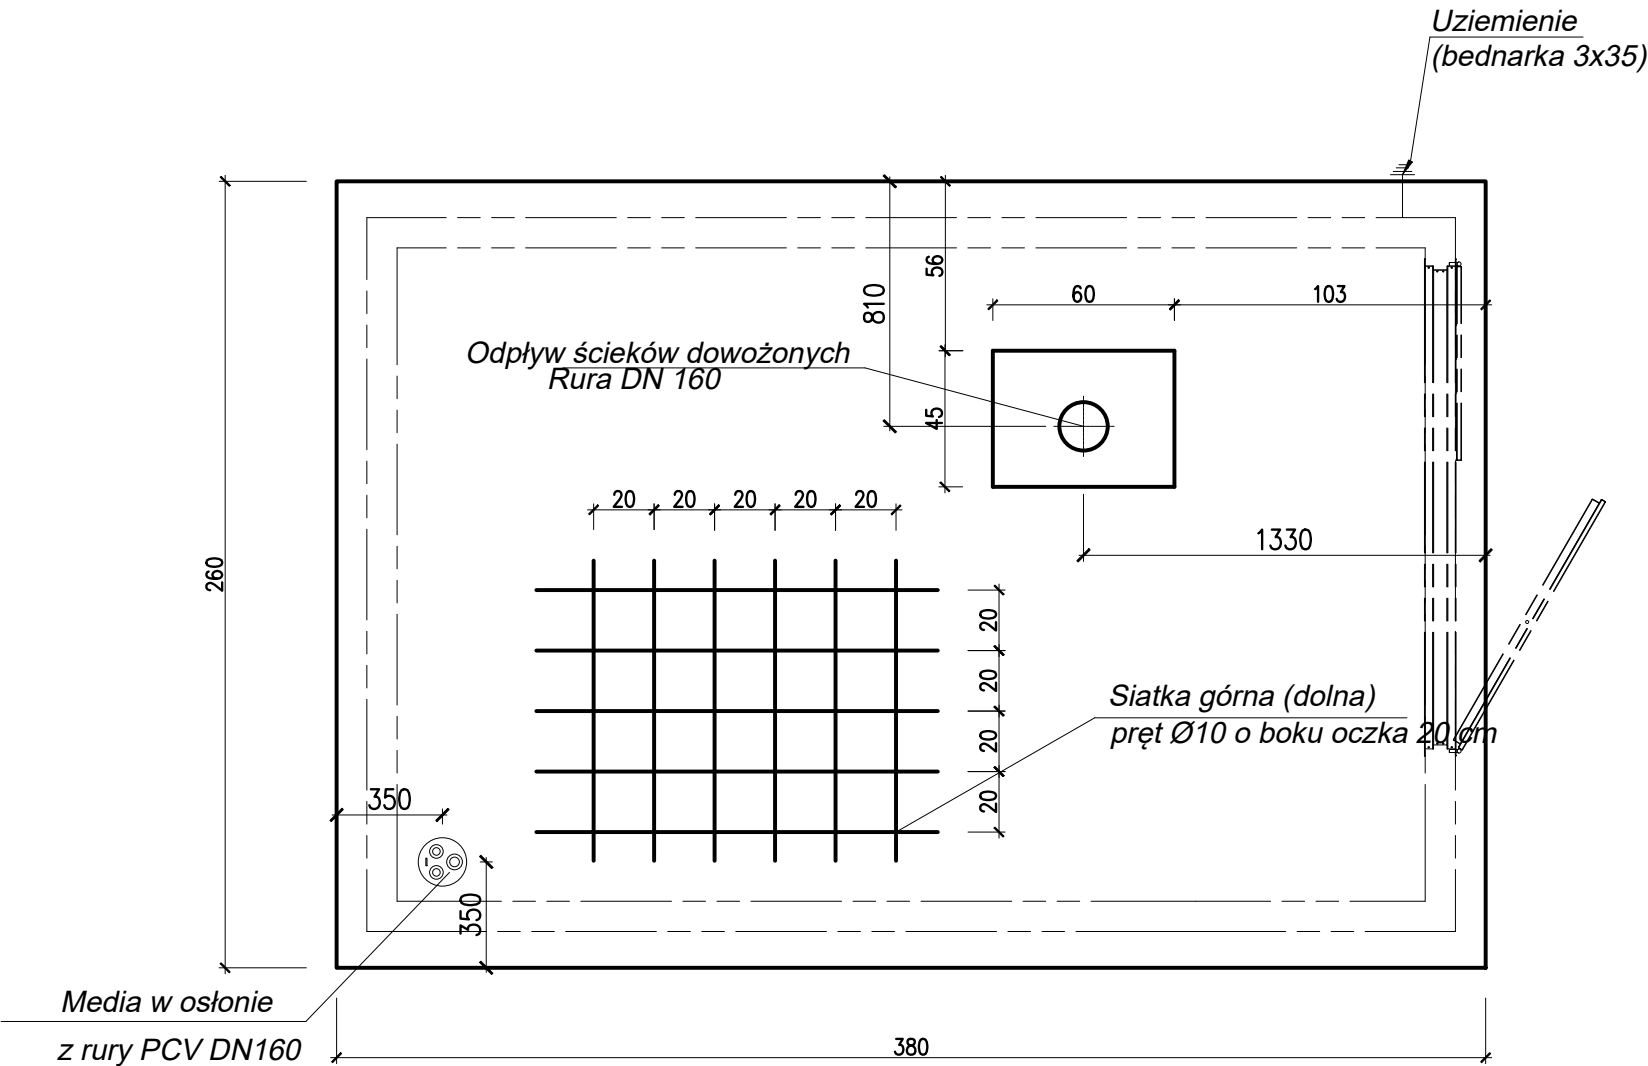 Uziemienie
(bednarka 3x35)
56
810
60
103
Odpływ ścieków dowożonych
Rura DN 160
45
20 20 20 20 20
1330
260
20
20
20
20
Siatka górna (dolna)
pręt Ø10 o boku oczka 20 cm
350
350
Media w osłonie
z rury PCV DN160
380